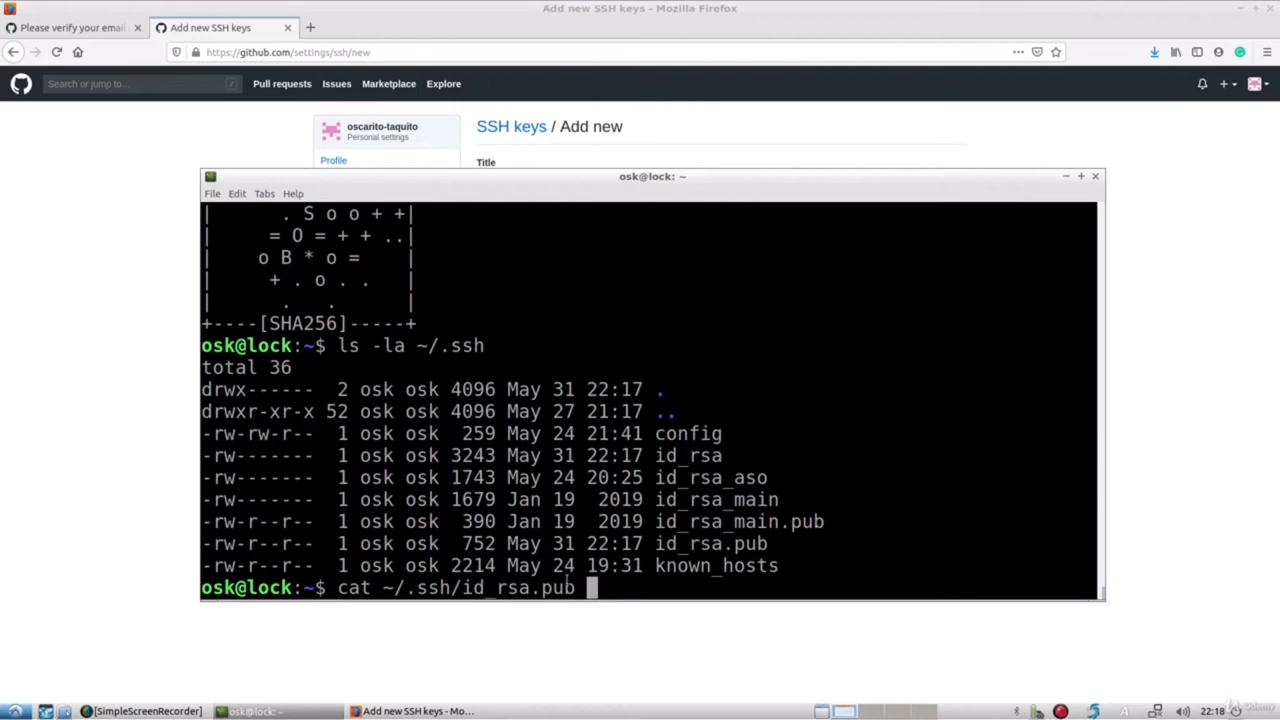 Add new SSH keys - Mozilla Firefox
Please verify your email
Add new SSH keys
https://github.com/settings/ssh/new
Search or jump to...
/
Pull requests
Issues
Marketplace
Explore
oscarito-taquito
Personal settings
Profile
SSH keys / Add new
Title
osk@lock: ~
File Edit Tabs Help
| . S o o + +|
| = O = + + ..|
| o B * o = |
| + . o . . |
| . . |
+----[SHA256]-----+
osk@lock:~$ ls -la ~/.ssh
total 36
drwx------ 2 osk osk 4096 May 31 22:17 .
drwxr-xr-x 52 osk osk 4096 May 27 21:17 ..
-rw-rw-r-- 1 osk osk 259 May 24 21:41 config
-rw------- 1 osk osk 3243 May 31 22:17 id_rsa
-rw------- 1 osk osk 1743 May 24 20:25 id_rsa_aso
-rw------- 1 osk osk 1679 Jan 19 2019 id_rsa_main
-rw-r--r-- 1 osk osk 390 Jan 19 2019 id_rsa_main.pub
-rw-r--r-- 1 osk osk 752 May 31 22:17 id_rsa.pub
-rw-r--r-- 1 osk osk 2214 May 24 19:31 known_hosts
osk@lock:~$ cat ~/.ssh/id_rsa.pub
[SimpleScreenRecorder]
osk@lock: ~
Add new SSH keys - Mo...
A
22:18
Udemy